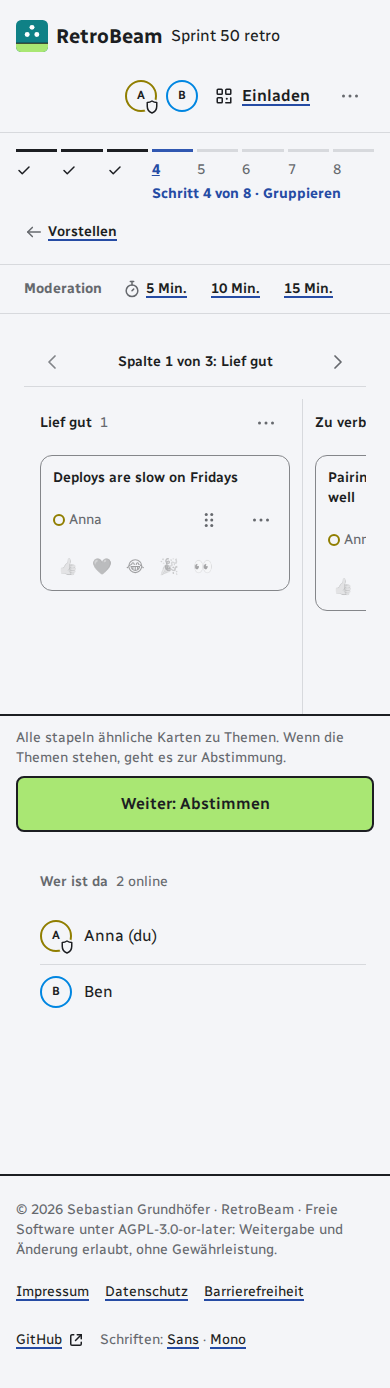 RetroBeam Sprint 50 retro
A B Einladen
4 5 6 7 8
Schritt 4 von 8 · Gruppieren
Vorstellen
Moderation 5 Min. 10 Min. 15 Min.
Spalte 1 von 3: Lief gut
Lief gut 1
Deploys are slow on Fridays
Anna
Zu verb
Pairin
well
Anr
Alle stapeln ähnliche Karten zu Themen. Wenn die
Themen stehen, geht es zur Abstimmung.
Weiter: Abstimmen
Wer ist da 2 online
A Anna (du)
B Ben
© 2026 Sebastian Grundhöfer · RetroBeam · Freie
Software unter AGPL-3.0-or-later: Weitergabe und
Änderung erlaubt, ohne Gewährleistung.
Impressum Datenschutz Barrierefreiheit
GitHub Schriften: Sans · Mono